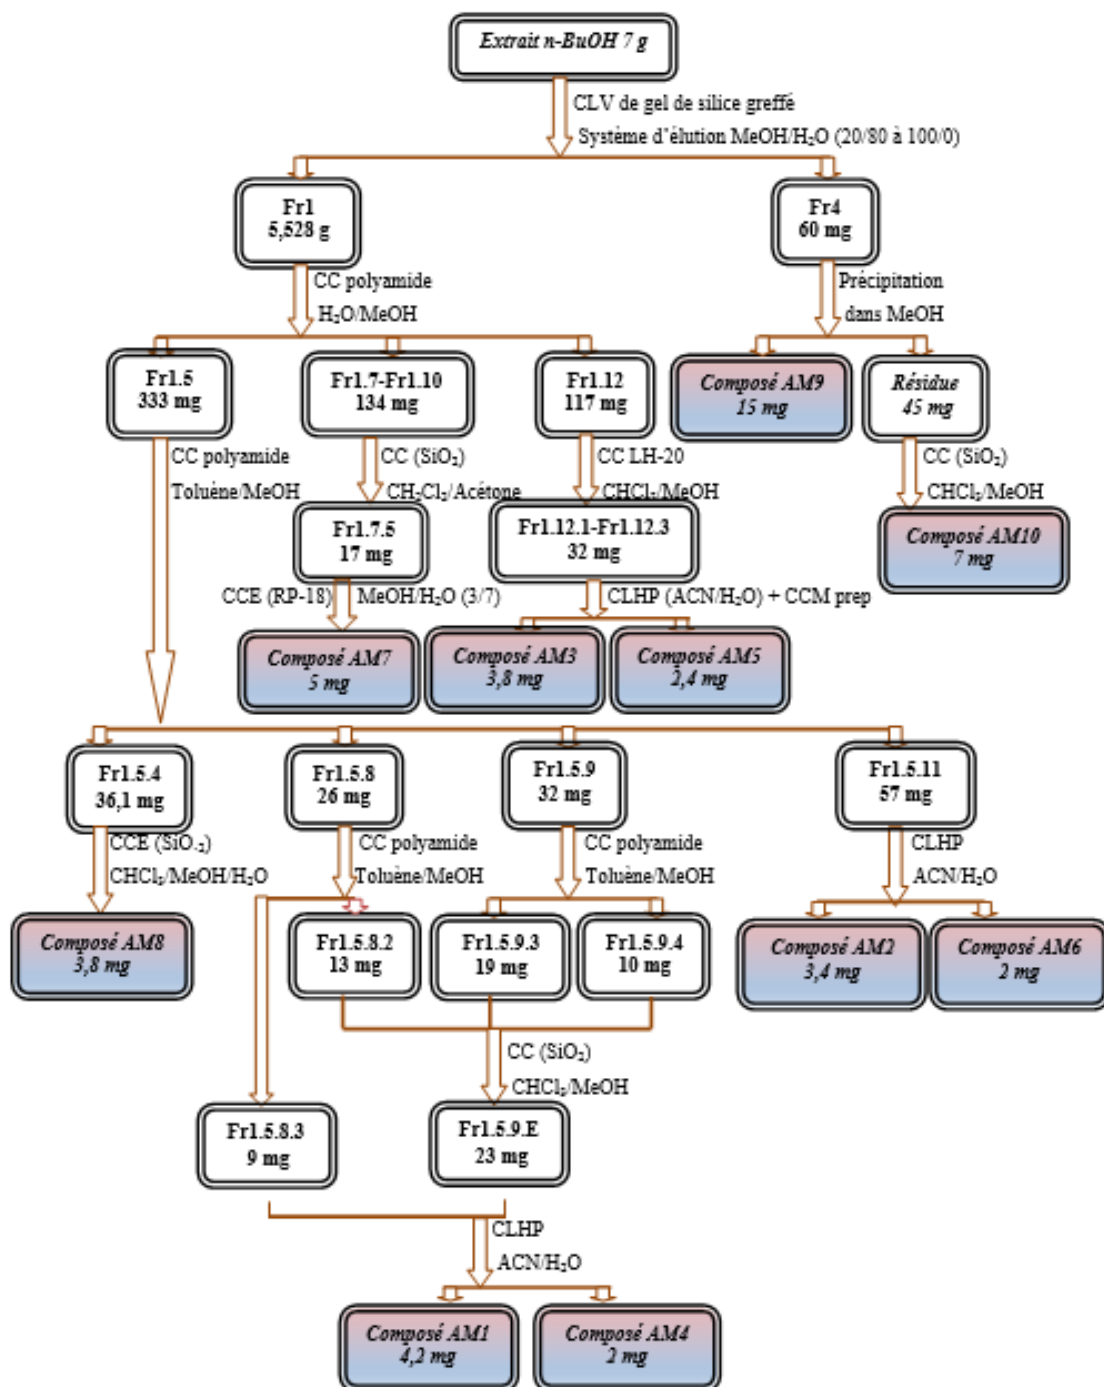 Extrait n-BuOH 7 g
CLV de gel de silice greffé
Système d'élution MeOH/H₂O (20/80 à 100/0)
Fr1
5,528 g
Fr4
60 mg
CC polyamide
H₂O/MeOH
Précipitation
dans MeOH
Fr1.5
333 mg
Fr1.7-Fr1.10
134 mg
Fr1.12
117 mg
Composé AM9
15 mg
Résidue
45 mg
CC polyamide
Toluène/MeOH
CC (SiO₂)
CH₂Cl₂/Acétone
CC LH-20
CHCl₃/MeOH
CC (SiO₂)
CHCl₃/MeOH
Fr1.7.5
17 mg
Fr1.12.1-Fr1.12.3
32 mg
Composé AM10
7 mg
CCE (RP-18)
MeOH/H₂O (3/7)
CLHP (ACN/H₂O) + CCM prep
Composé AM7
5 mg
Composé AM3
3,8 mg
Composé AM5
2,4 mg
Fr1.5.4
36,1 mg
Fr1.5.8
26 mg
Fr1.5.9
32 mg
Fr1.5.11
57 mg
CCE (SiO.₂)
CHCl₃/MeOH/H₂O
CC polyamide
Toluène/MeOH
CC polyamide
Toluène/MeOH
CLHP
ACN/H₂O
Composé AM8
3,8 mg
Fr1.5.8.2
13 mg
Fr1.5.9.3
19 mg
Fr1.5.9.4
10 mg
Composé AM2
3,4 mg
Composé AM6
2 mg
CC (SiO₂)
CHCl₃/MeOH
Fr1.5.8.3
9 mg
Fr1.5.9.E
23 mg
CLHP
ACN/H₂O
Composé AM1
4,2 mg
Composé AM4
2 mg